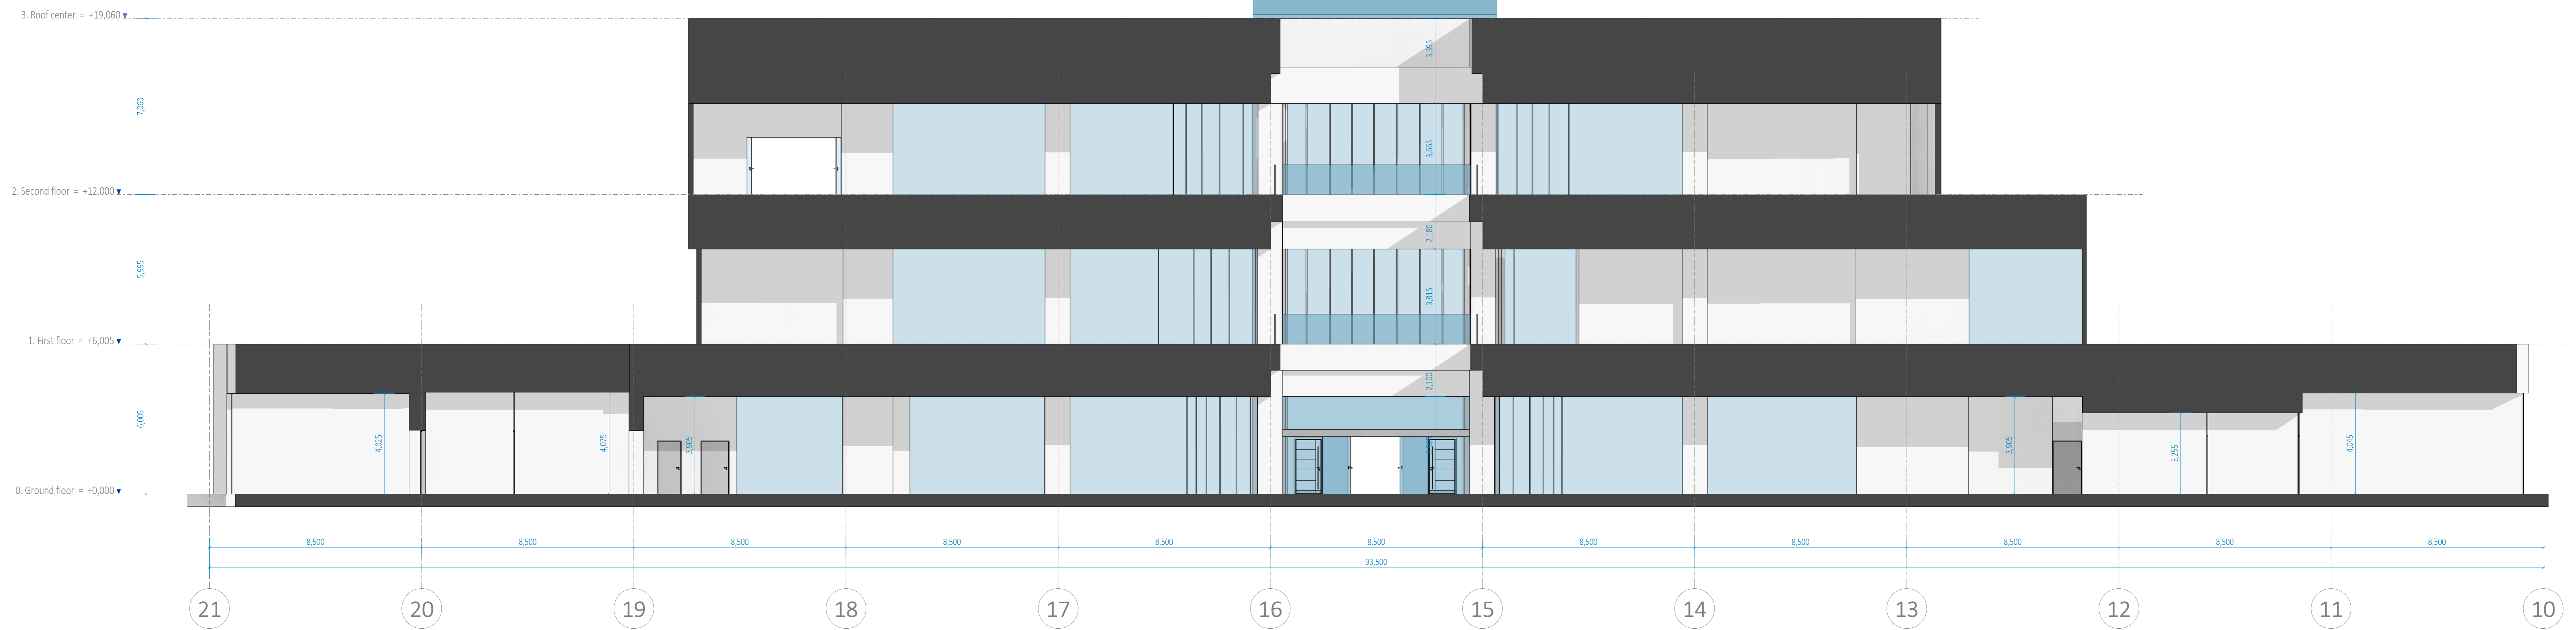 3. Roof center = +19,060
3,395
7,060
3,665
2. Second floor = +12,000
2,180
5,995
3,815
1. First floor = +6,005
2,100
6,005
4,025
4,075
3,905
3,905
3,255
4,045
0. Ground floor = +0,000
8,500 8,500 8,500 8,500 8,500 8,500 8,500 8,500 8,500 8,500 8,500
93,500
21 20 19 18 17 16 15 14 13 12 11 10